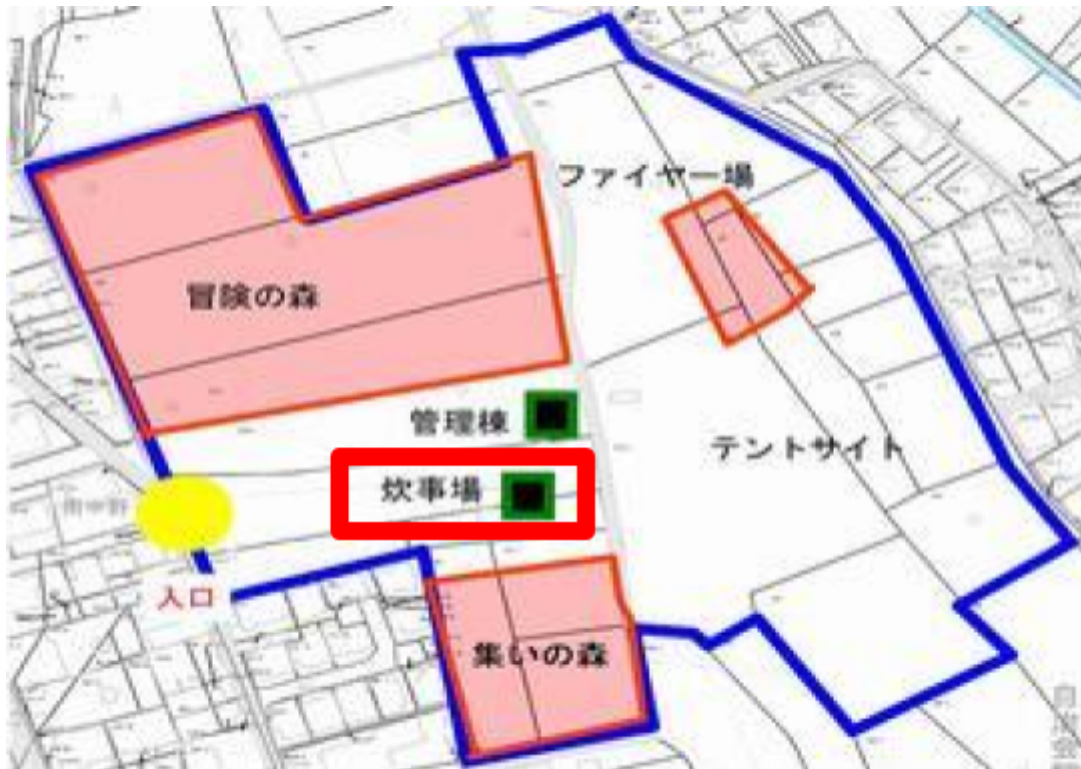 ファイヤー場
冒険の森
管理棟
テントサイト
炊事場
入口
集いの森